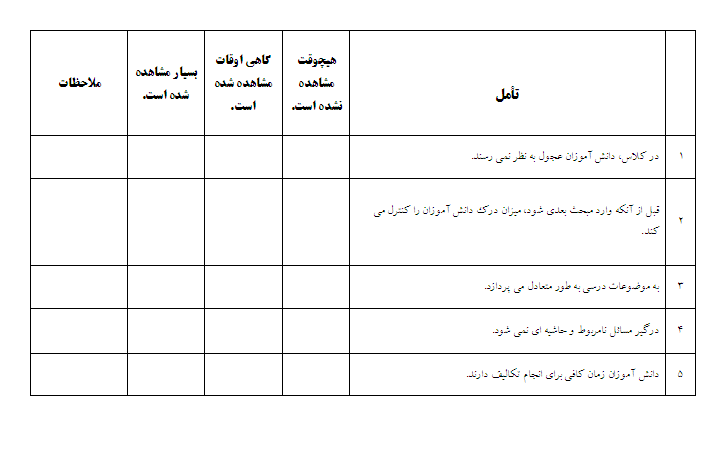 تأمل
هیچوقت
مشاهده
نشده است.
گاهی اوقات
مشاهده شده
است.
بسیار مشاهده
شده است.
ملاحظات
۱
در کلاس، دانش آموزان عجول به نظر نمی رسند.
۲
قبل از آنکه وارد مبحث بعدی شود، میزان درک دانش آموزان را کنترل می
کند.
۳
به موضوعات درسی به طور متعادل می پردازد.
۴
درگیر مسائل نامربوط و حاشیه ای نمی شود.
۵
دانش آموزان زمان کافی برای انجام تکالیف دارند.